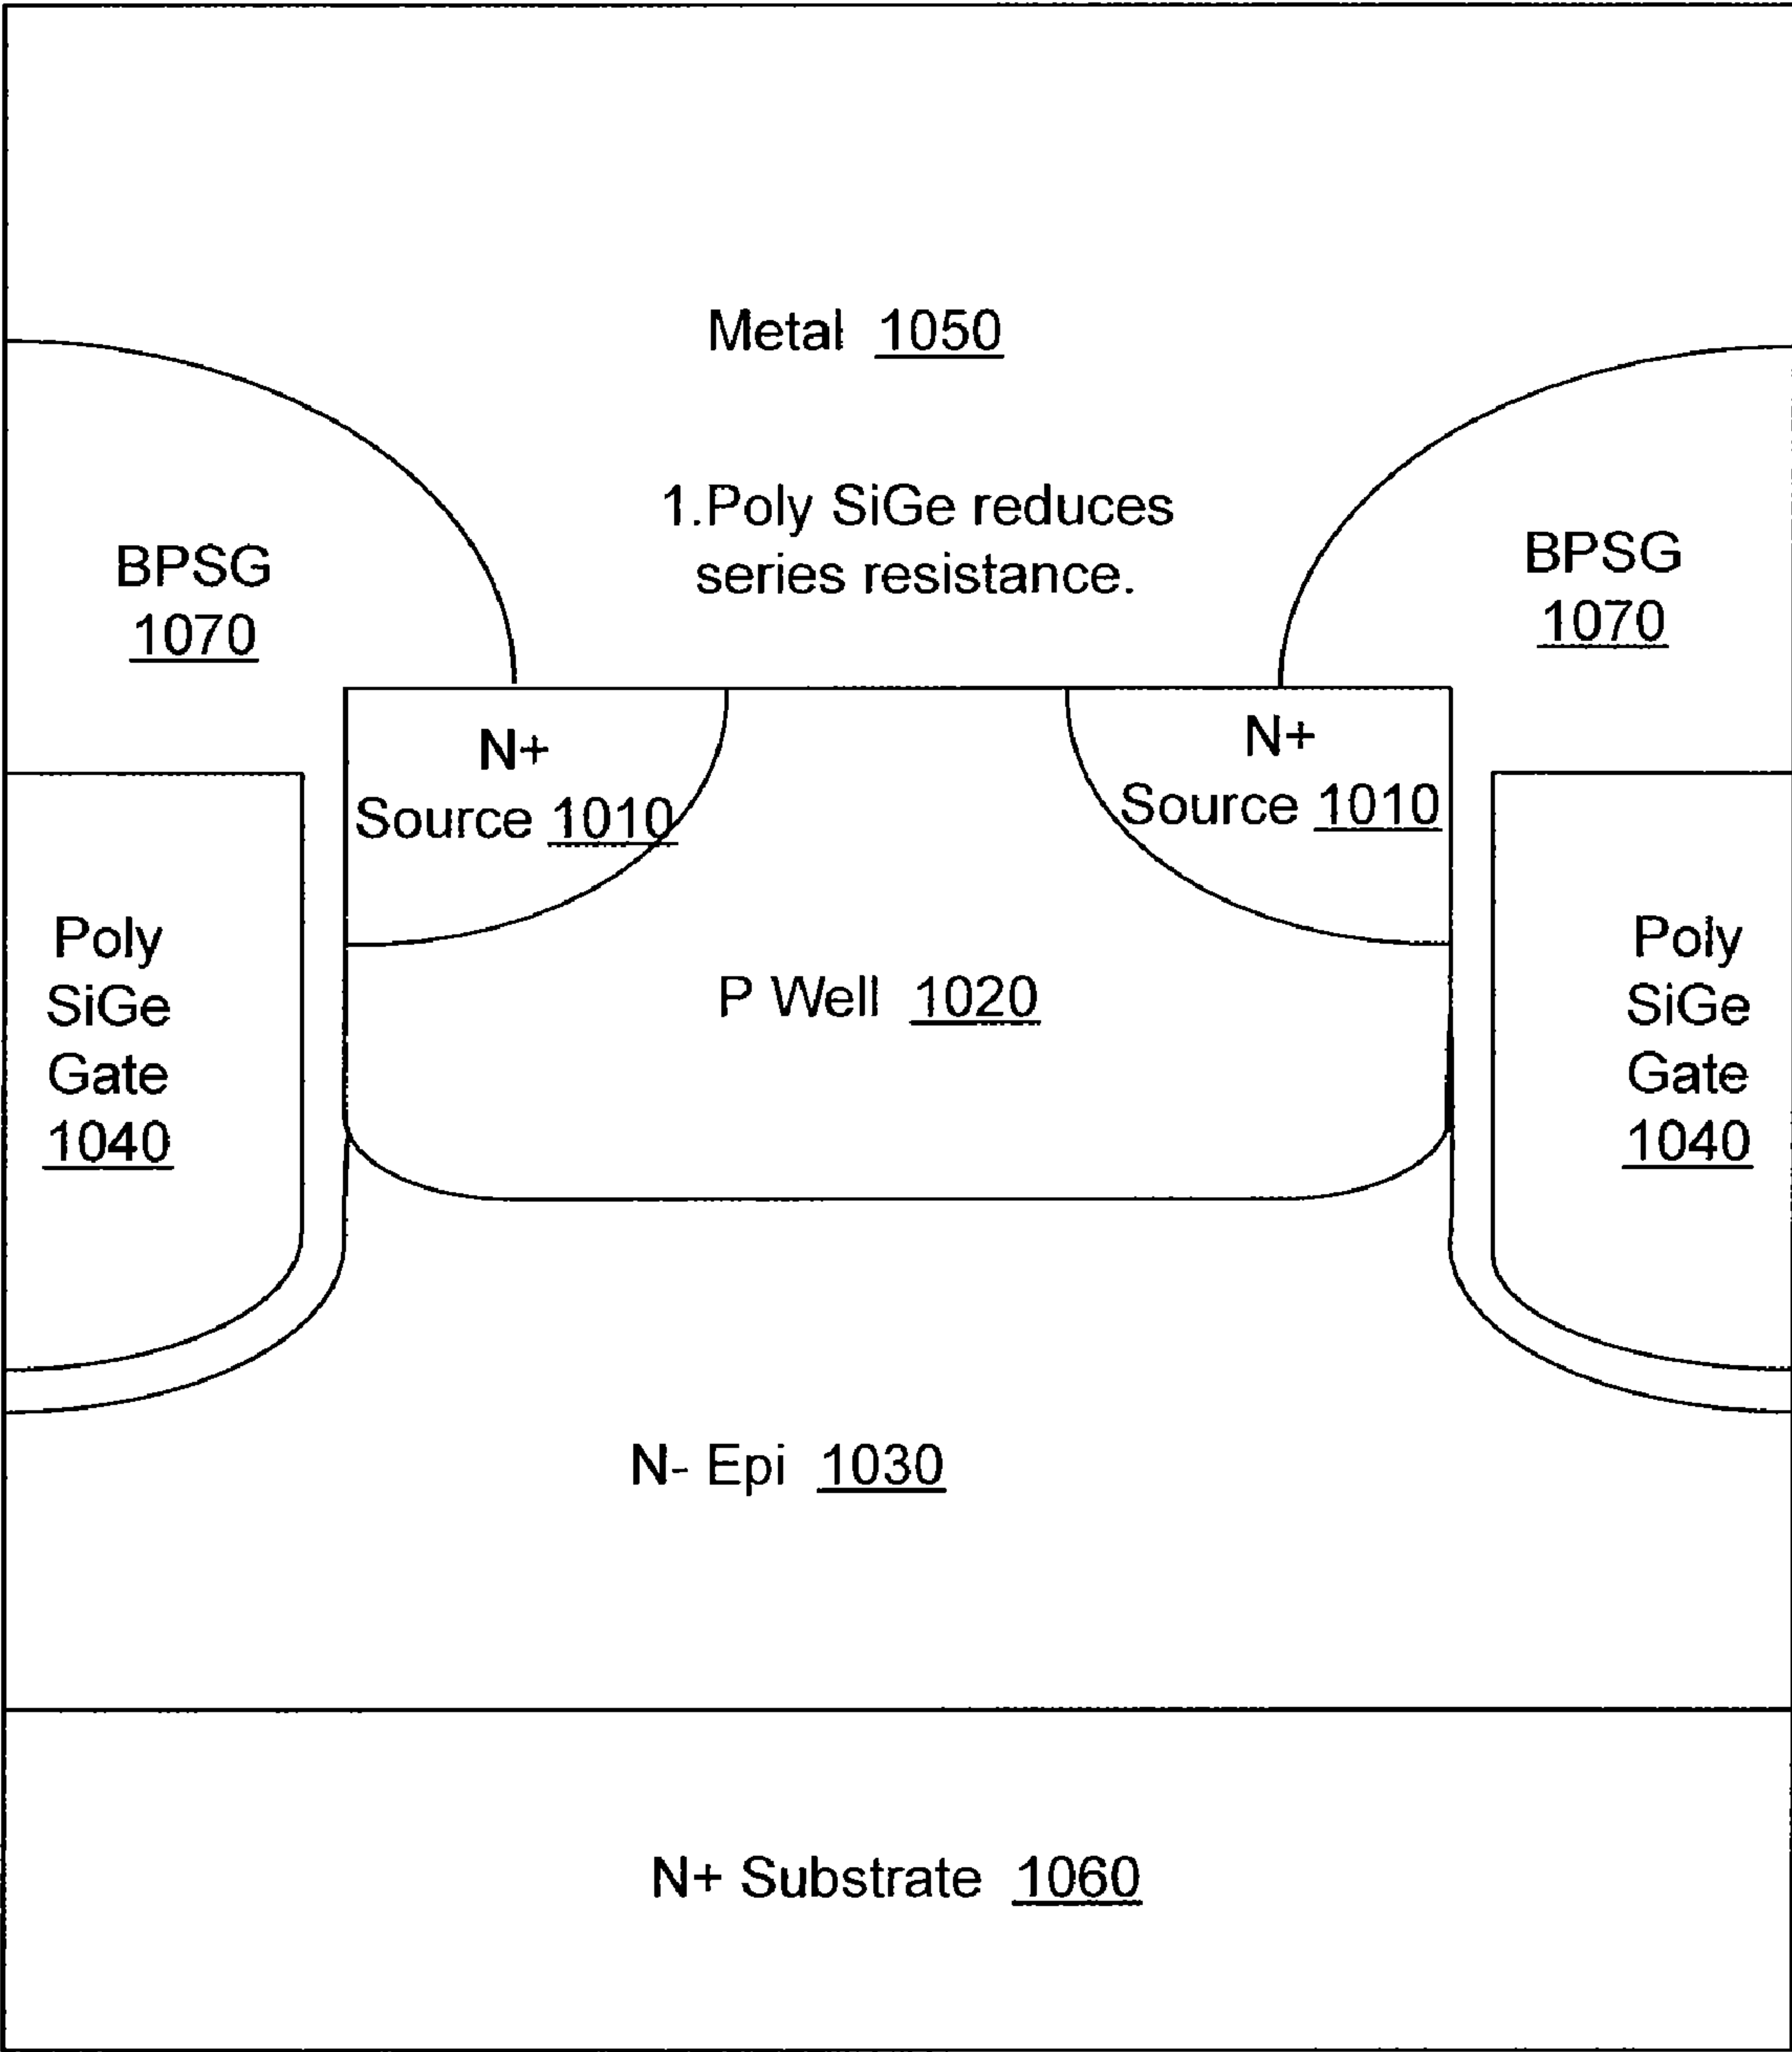 Metal 1050
1.Poly SiGe reduces
series resistance.
BPSG
1070
BPSG
1070
N+
Source 1010
N+
Source 1010
Poly
SiGe
Gate
1040
P Well 1020
Poly
SiGe
Gate
1040
N- Epi 1030
N+ Substrate 1060